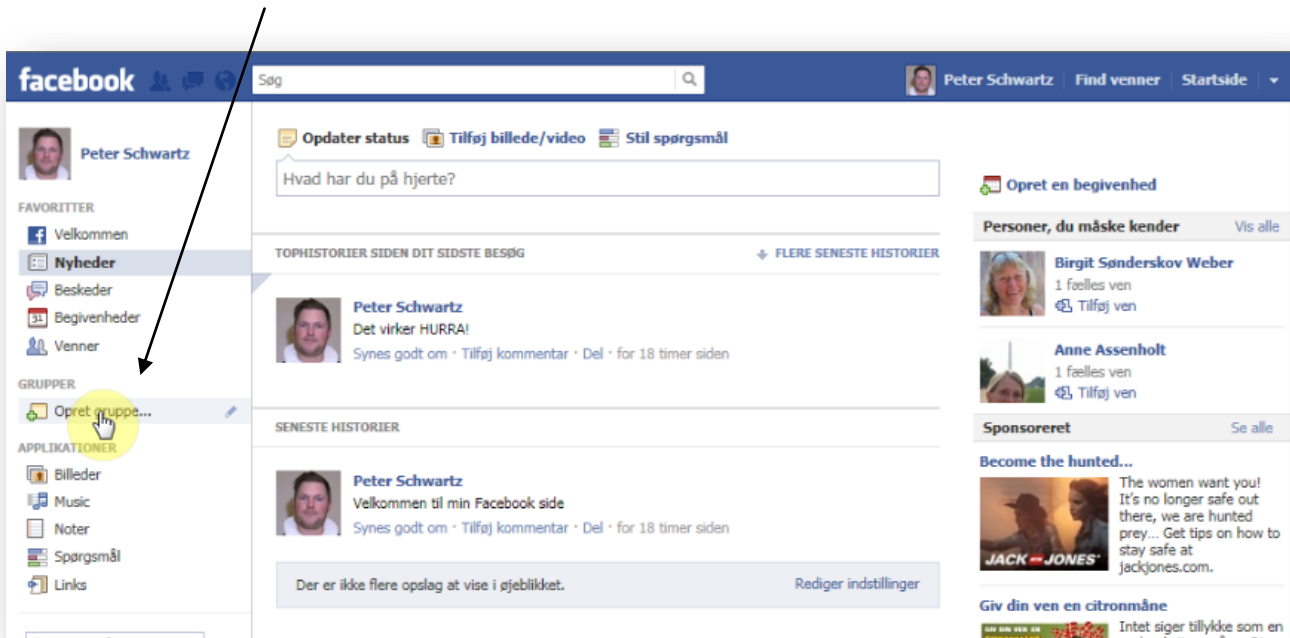 facebook
Søg
Peter Schwartz
Find venner
Startside
Peter Schwartz
FAVORITTER
Velkommen
Nyheder
31
Beskeder
Begivenheder
Venner
GRUPPER
Opret gruppe...
APPLIKATIONER
Billeder
Music
Noter
Spørgsmål
Links
Opdater status Tilføj billede/video Stil spørgsmål
Hvad har du på hjerte?
TOPHISTORIER SIDEN DIT SIDSTE BESØG
FLERE SENESTE HISTORIER
Peter Schwartz
Det virker HURRA!
Synes godt om · Tilføj kommentar · Del · for 18 timer siden
SENESTE HISTORIER
Peter Schwartz
Velkommen til min Facebook side
Synes godt om · Tilføj kommentar · Del · for 18 timer siden
Der er ikke flere opslag at vise i øjeblikket.
Rediger indstillinger
Opret en begivenhed
Personer, du måske kender
Vis alle
Birgit Sønderskov Weber
1 fælles ven
Tilføj ven
Anne Assenholt
1 fælles ven
Tilføj ven
Sponsoreret
Se alle
Become the hunted...
JACK JONES
The women want you!
It's no longer safe out
there, we are hunted
prey... Get tips on how to
stay safe at
jackjones.com.
Giv din ven en citronmåne
Intet siger tillykke som en